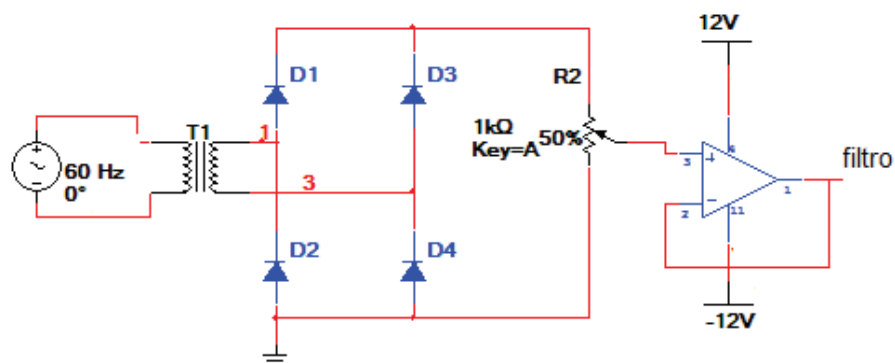 12V
D1
D3
R2
T1
1
1kΩ
50%
Key=A
4
3
+
filtro
60 Hz
0°
3
1
2
11
D2
D4
-12V